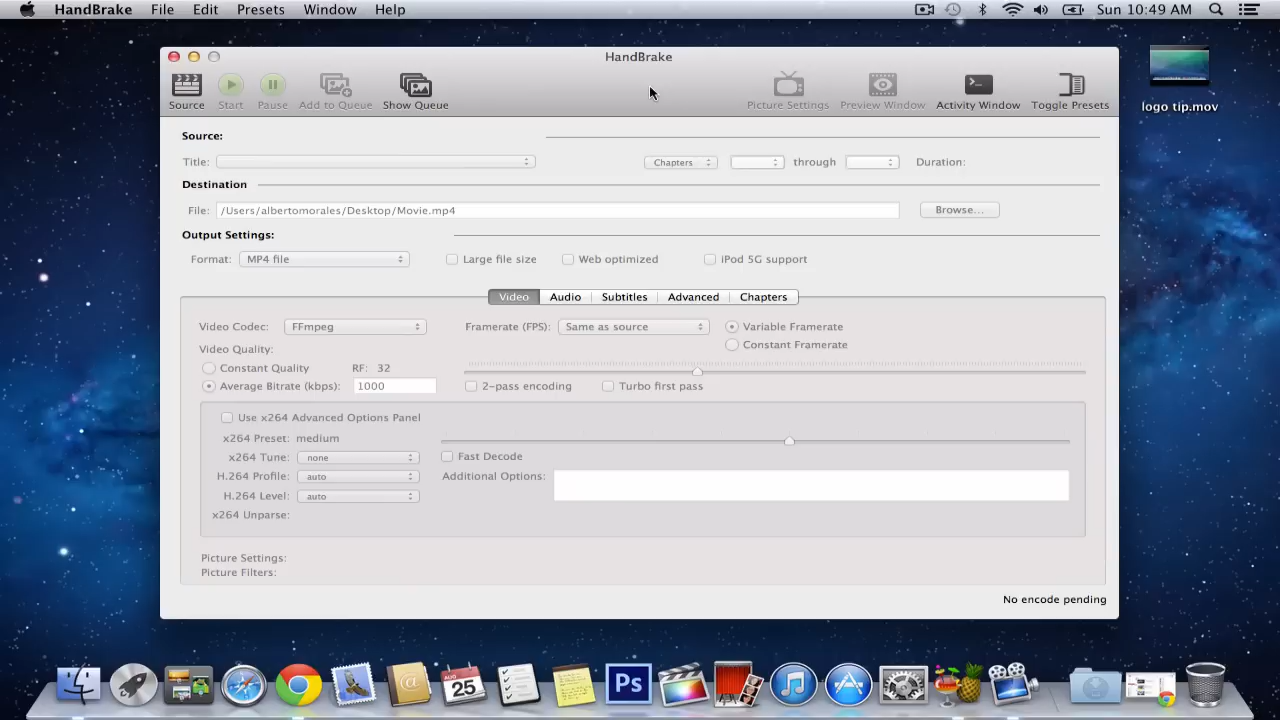 HandBrake File Edit Presets Window Help Sun 10:49 AM
HandBrake
Source Start Pause Add to Queue Show Queue Picture Settings Preview Window Activity Window Toggle Presets
logo tip.mov
Source:
Title: Chapters through Duration:
Destination
File: /Users/albertomorales/Desktop/Movie.mp4 Browse...
Output Settings:
Format: MP4 file Large file size Web optimized iPod 5G support
Video Audio Subtitles Advanced Chapters
Video Codec: FFmpeg Framerate (FPS): Same as source Variable Framerate
Constant Framerate
Video Quality:
Constant Quality RF: 32
Average Bitrate (kbps): 1000 2-pass encoding Turbo first pass
Use x264 Advanced Options Panel
x264 Preset: medium
x264 Tune: none Fast Decode
H.264 Profile: auto Additional Options:
H.264 Level: auto
x264 Unparse:
Picture Settings:
Picture Filters:
No encode pending
AUG
25
Ps